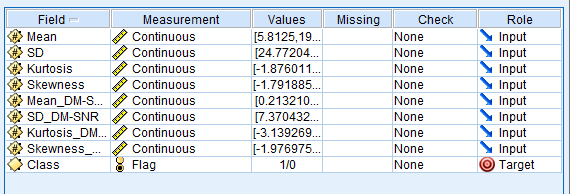 Field Measurement Values Missing Check Role
Mean Continuous [5.8125,19... None Input
SD Continuous [24.77204... None Input
Kurtosis Continuous [-1.876011... None Input
Skewness Continuous [-1.791885... None Input
Mean_DM-S... Continuous [0.213210... None Input
SD_DM-SNR Continuous [7.370432... None Input
Kurtosis_DM... Continuous [-3.139269... None Input
Skewness_... Continuous [-1.976975... None Input
Class Flag 1/0 None Target